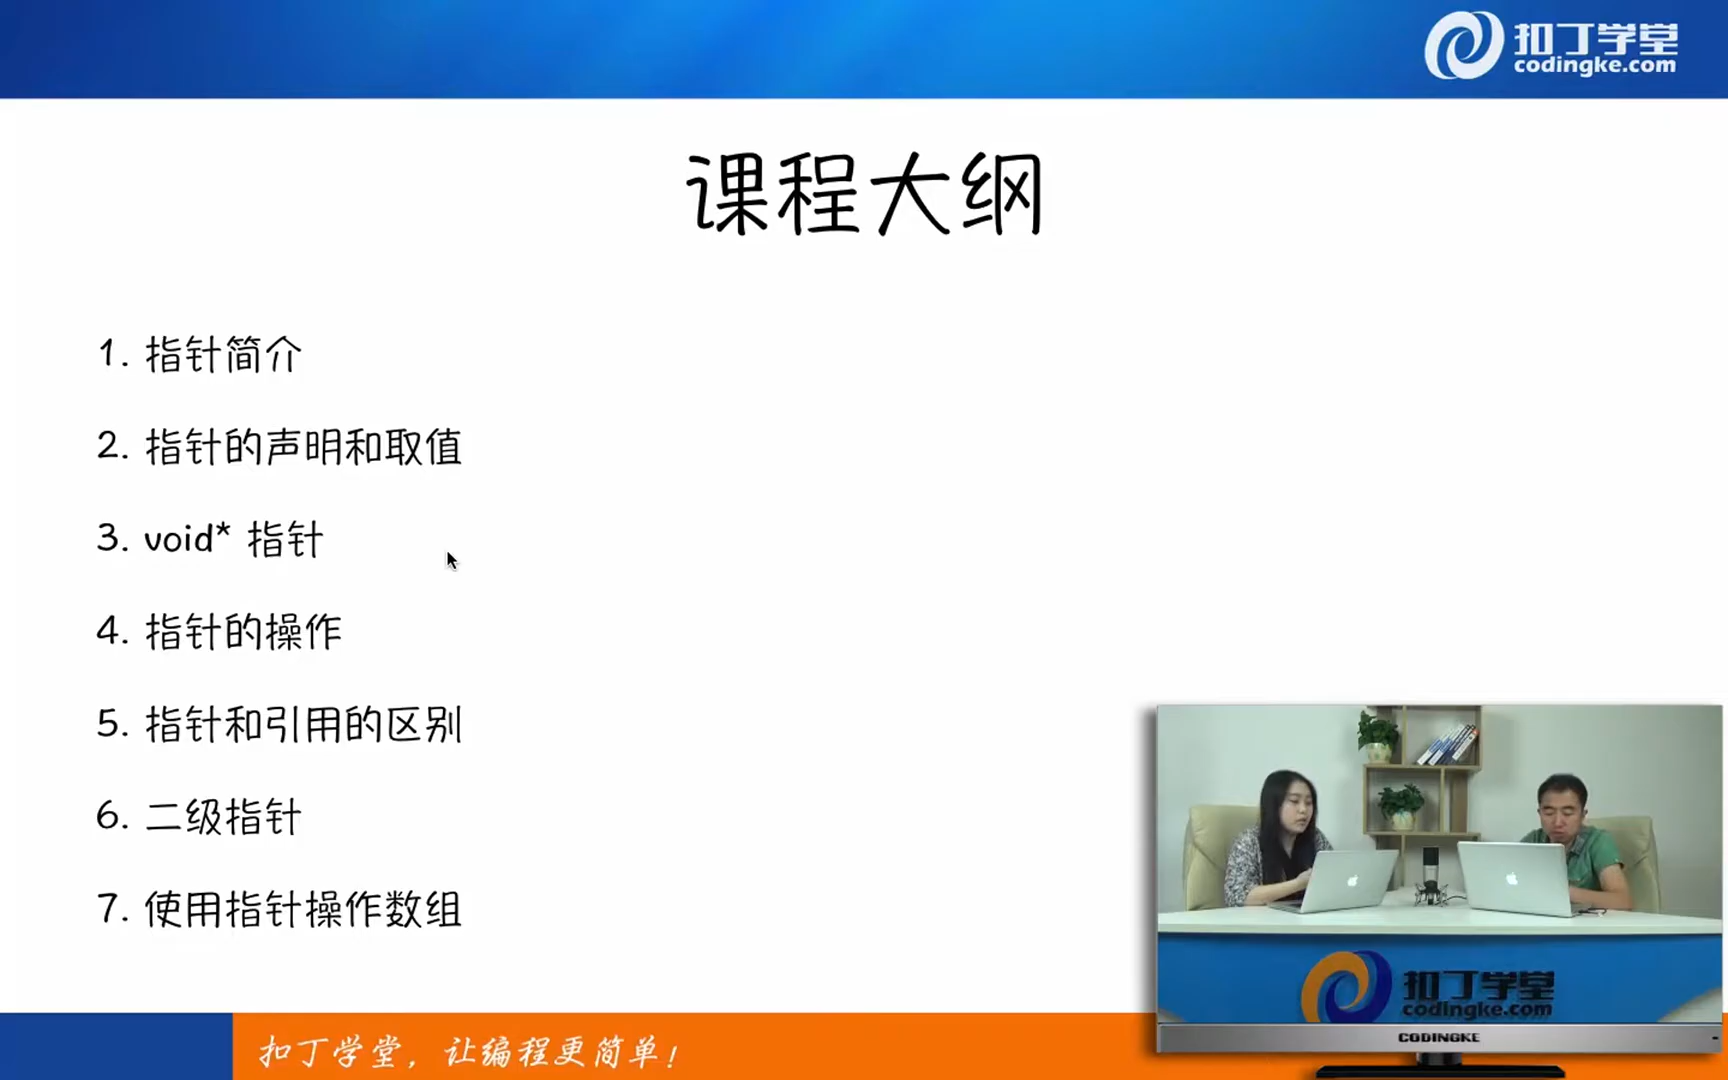 扣丁学堂
codingke.com
课程大纲
1. 指针简介
2. 指针的声明和取值
3. void* 指针
4. 指针的操作
5. 指针和引用的区别
6. 二级指针
7. 使用指针操作数组
扣丁学堂
codingke.com
CODINGKE
扣丁学堂，让编程更简单！